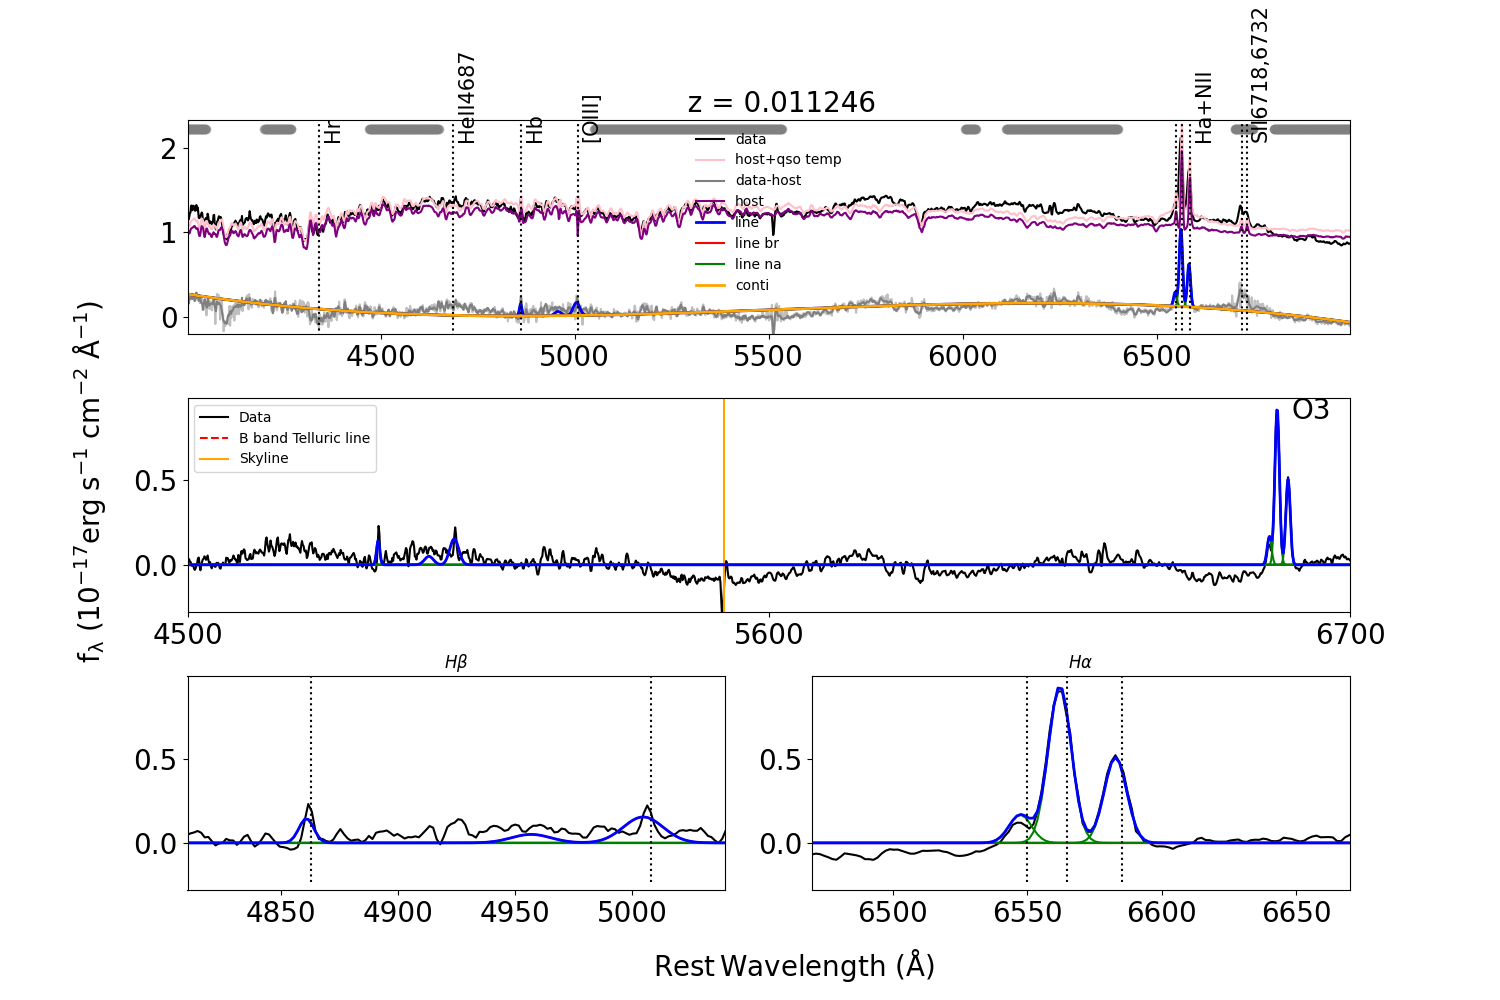 z = 0.011246
Hr
HeII4687
Hb
[OIII]
Ha+NII
SII6718,6732
data
host+qso temp
data-host
host
line
line br
line na
conti
2
1
0
4500 5000 5500 6000 6500
Data
B band Telluric line
Skyline
O3
0.5
0.0
4500 5600 6700
fλ (10⁻¹⁷erg s⁻¹ cm⁻² Å⁻¹)
Hβ
0.5
0.0
4850 4900 4950 5000
Hα
0.5
0.0
6500 6550 6600 6650
Rest Wavelength (Å)